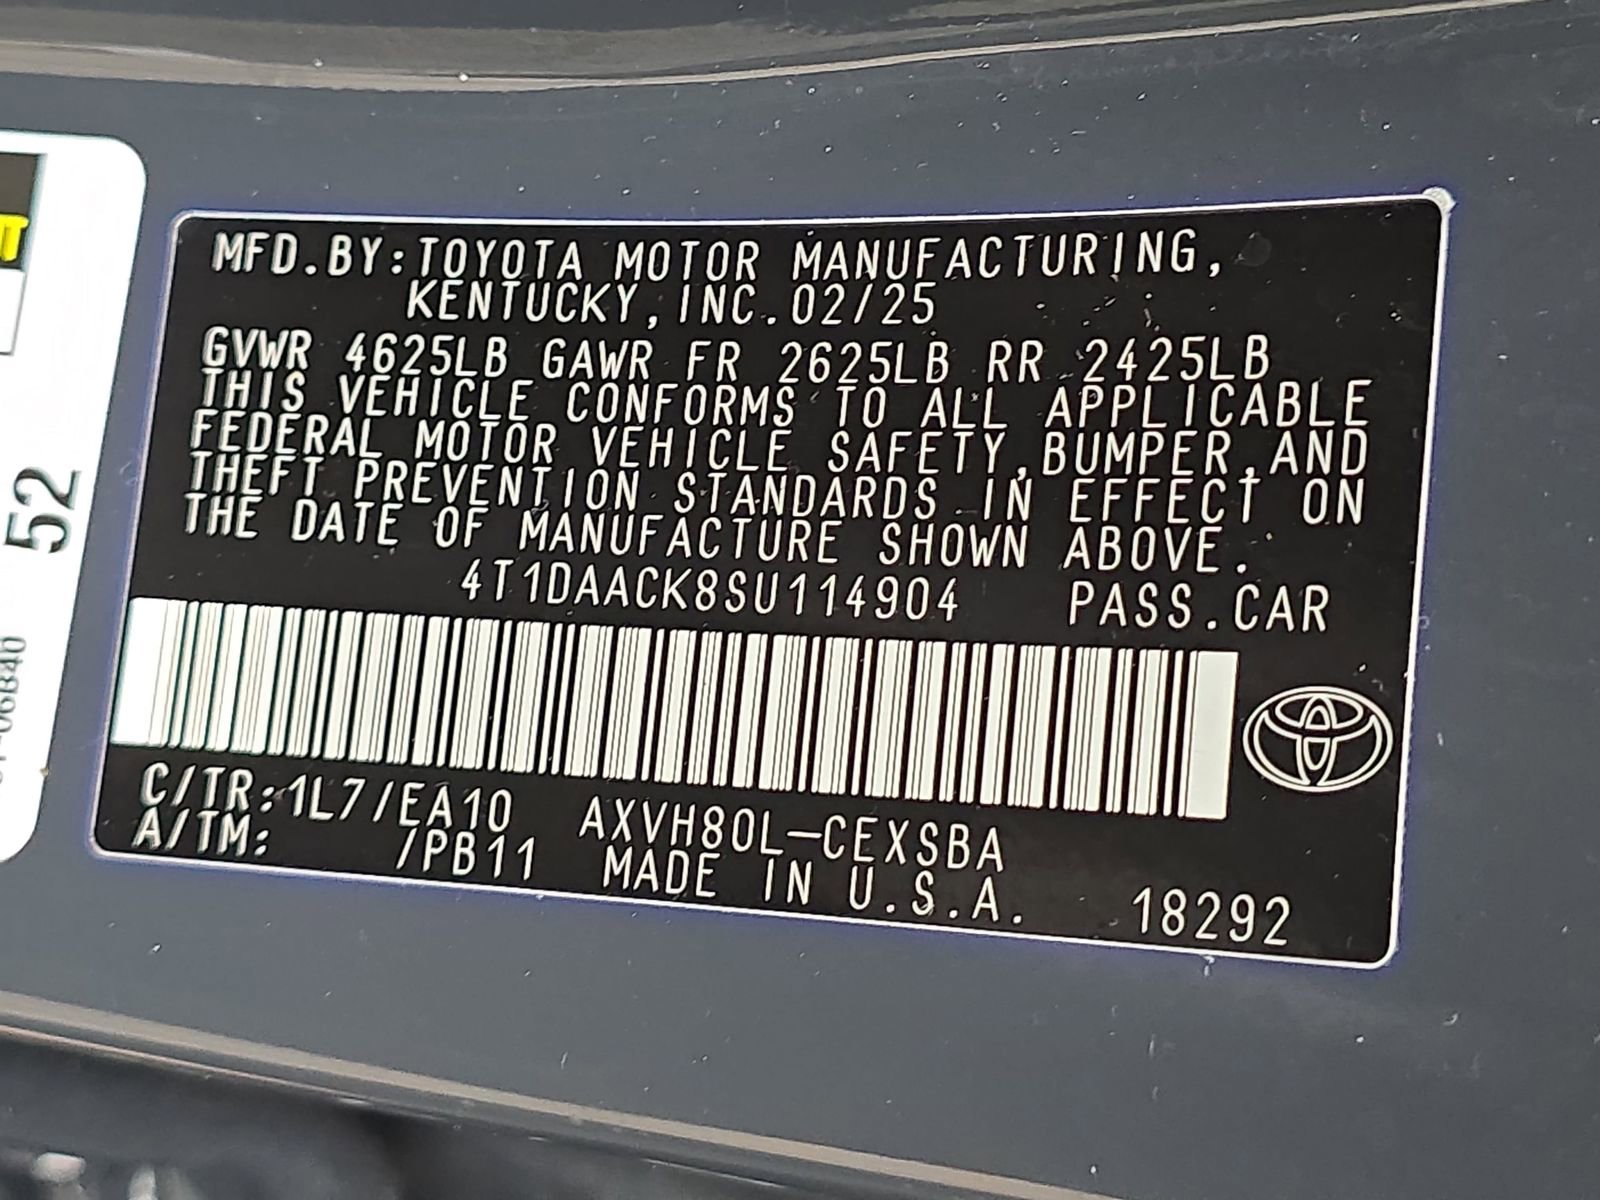 MFD.BY:TOYOTA MOTOR MANUFACTURING,
KENTUCKY,INC.02/25
GVWR 4625LB GAWR FR 2625LB RR 2425LB
THIS VEHICLE CONFORMS TO ALL APPLICABLE
FEDERAL MOTOR VEHICLE SAFETY,BUMPER,AND
THEFT PREVENTION STANDARDS IN EFFECT ON
THE DATE OF MANUFACTURE SHOWN ABOVE.
4T1DAACK8SU114904 PASS.CAR
C/TR:1L7/EA10 AXVH80L-CEXSBA
A/TM: /PB11 MADE IN U.S.A. 18292
52